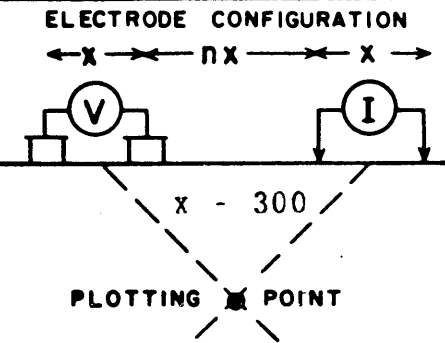 ELECTRODE CONFIGURATION
x nx x
V I
x - 300
PLOTTING POINT